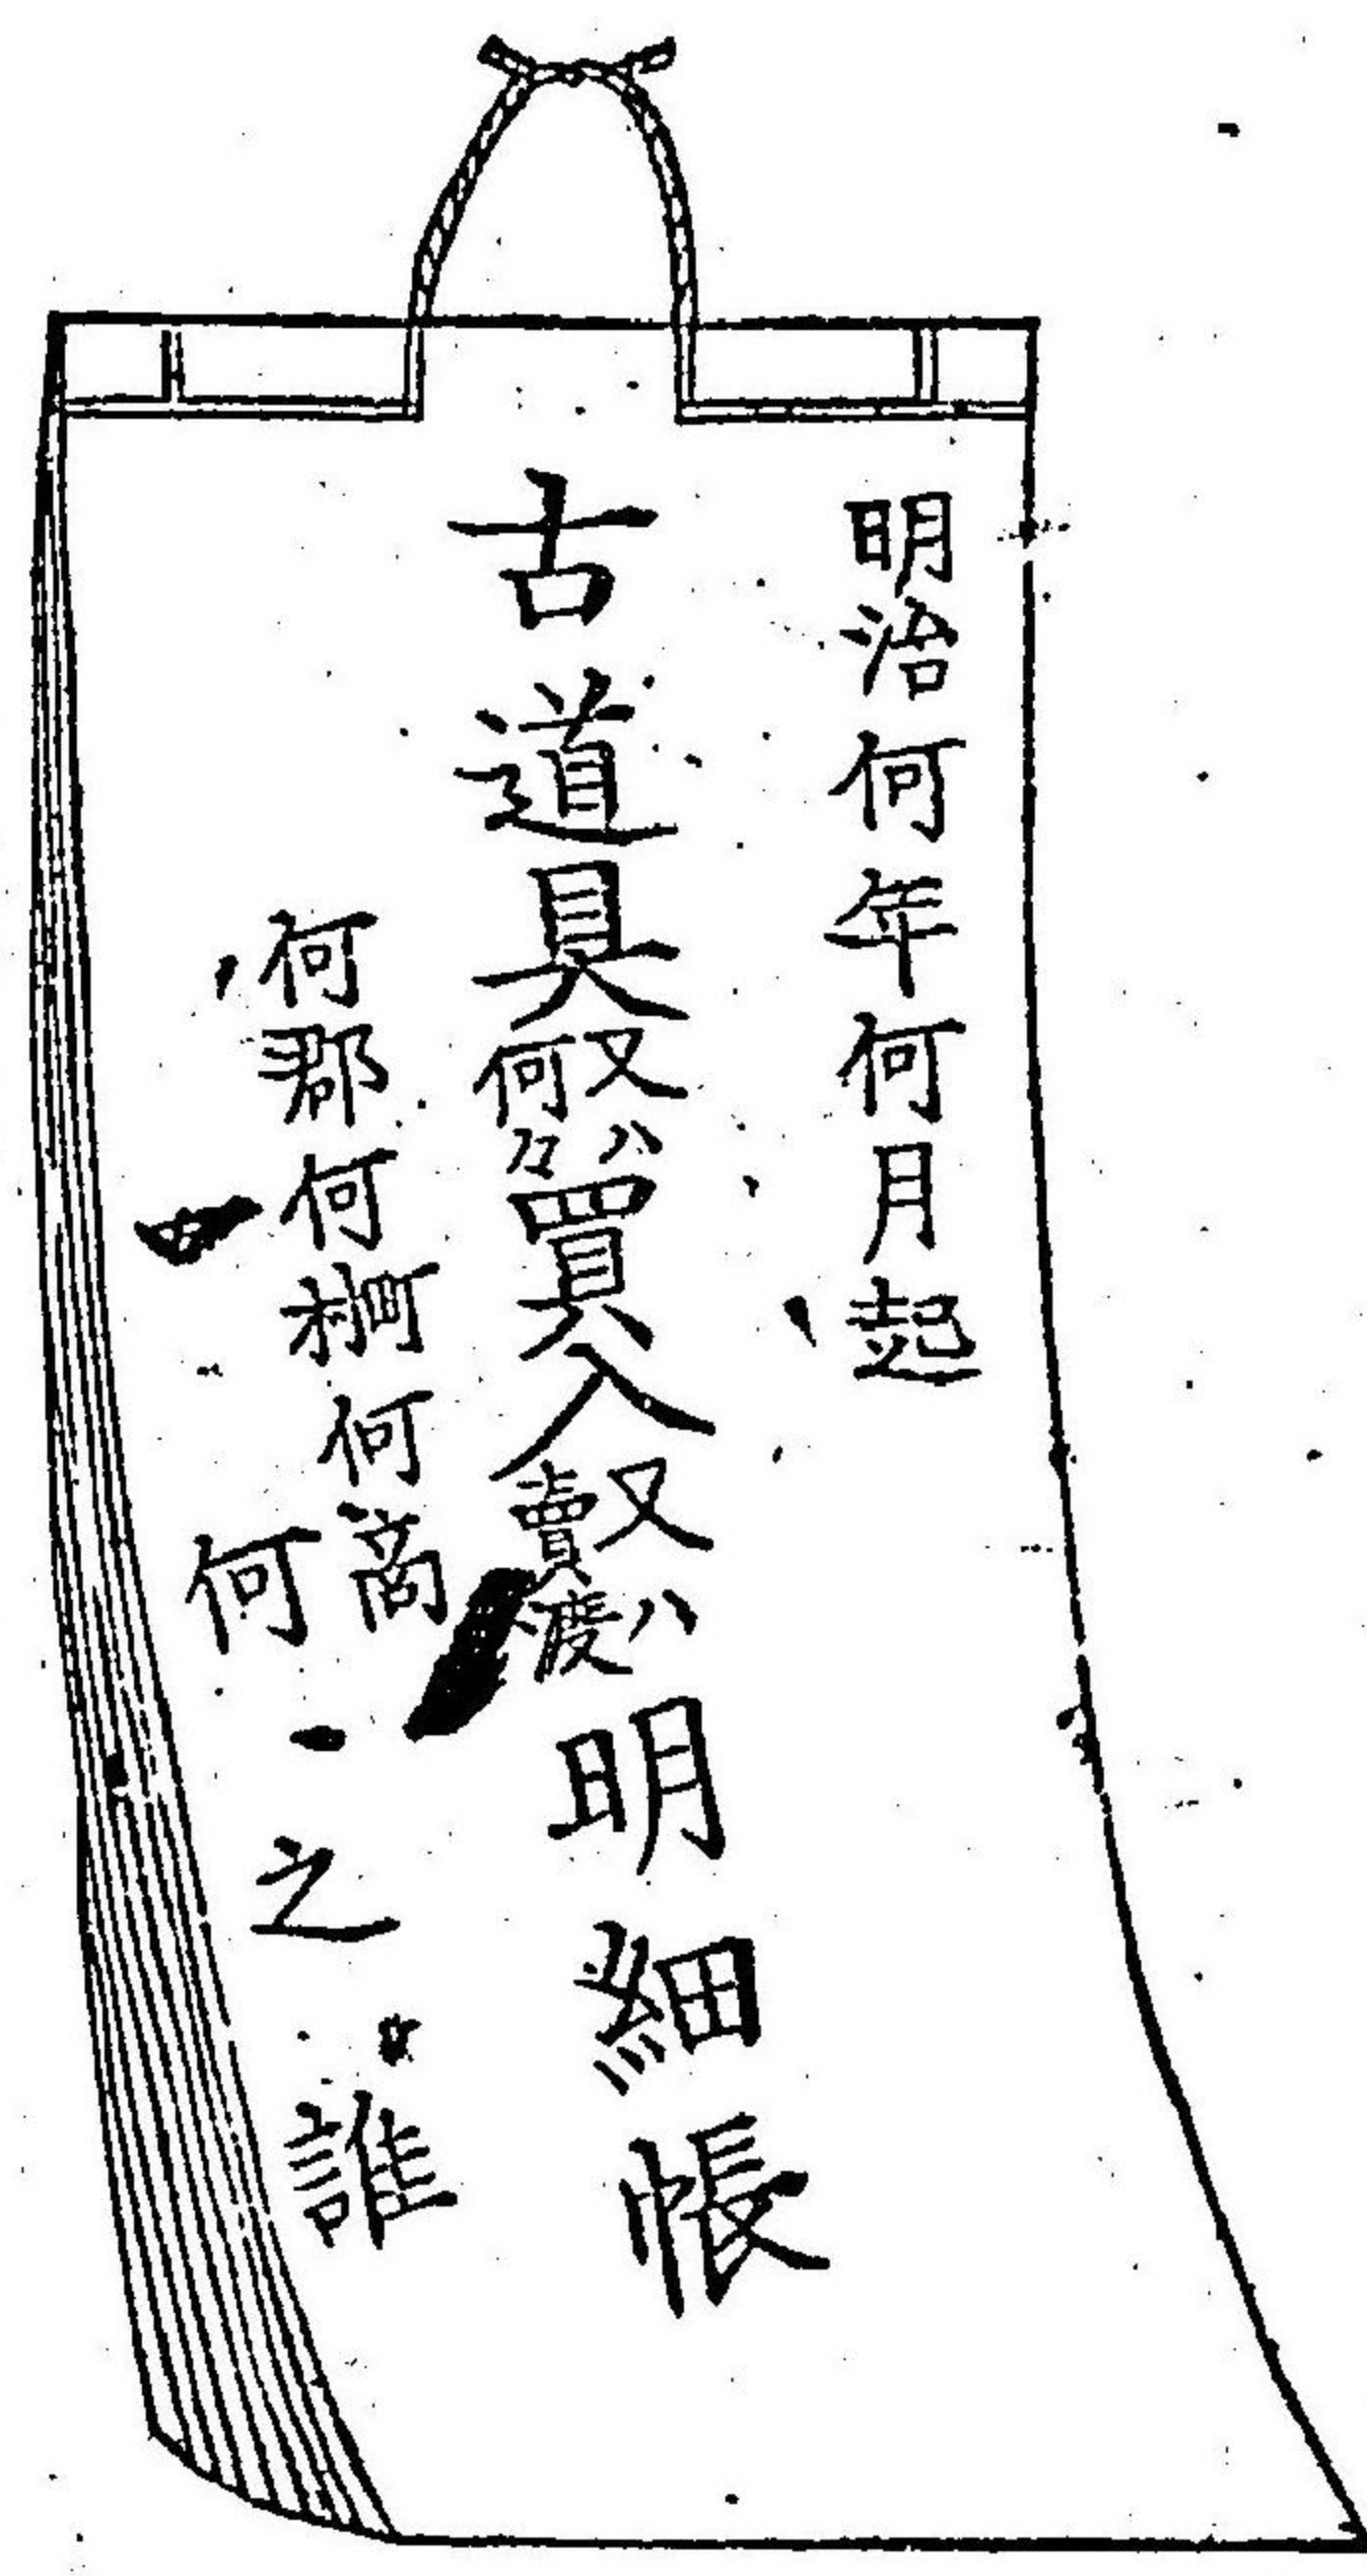 明治何年何月起
古道具又ハ何々買入又ハ賣渡明細帳
何郡何町村何商
何之誰